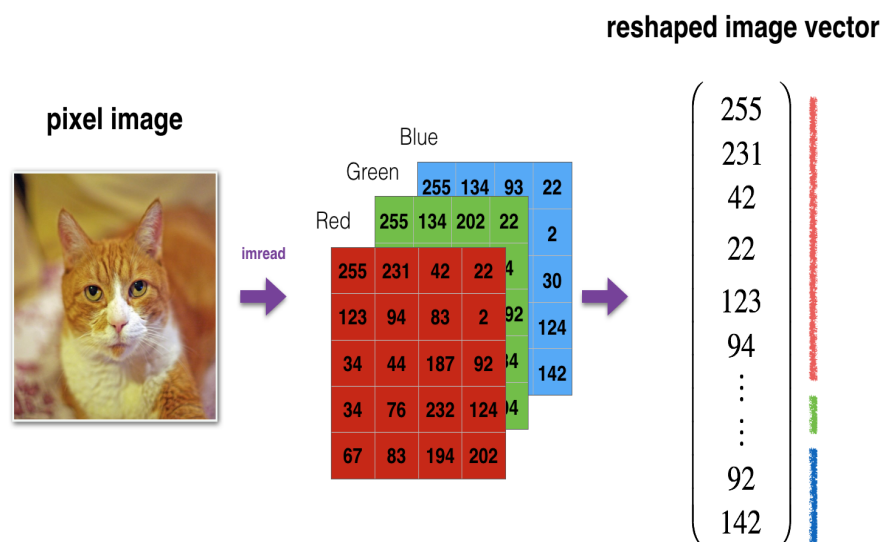 reshaped image vector
pixel image
Blue
Green
Red
imread
255 134 93 22
2
30
124
142
255 134 202 22
255 231 42 22
123 94 83 2
34 44 187 92
34 76 232 124
67 83 194 202
255
231
42
22
123
94
⋮
⋮
92
142